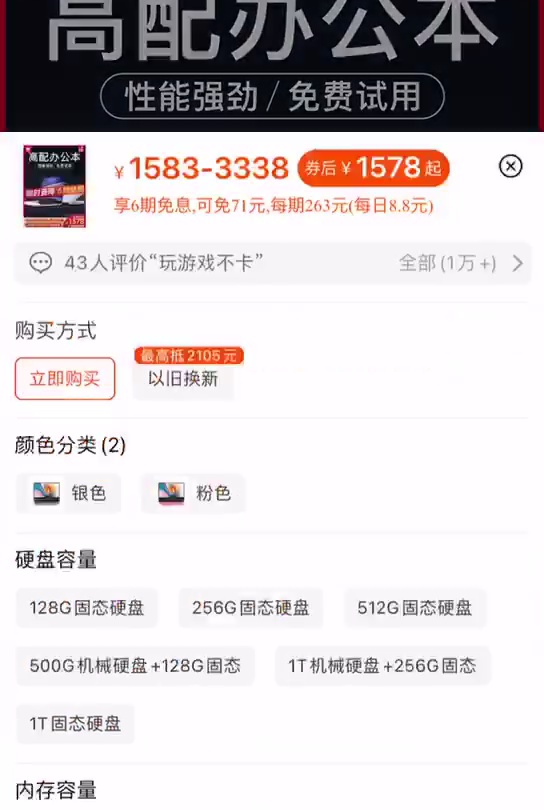 高配办公本
性能强劲/免费试用
高配办公本
¥1583-3338 券后¥1578起
享6期免息,可免71元,每期263元(每日8.8元)
43人评价“玩游戏不卡” 全部(1万+)
购买方式
最高抵2105元
立即购买 以旧换新
颜色分类(2)
银色 粉色
硬盘容量
128G固态硬盘 256G固态硬盘 512G固态硬盘
500G机械硬盘+128G固态 1T机械硬盘+256G固态
1T固态硬盘
内存容量